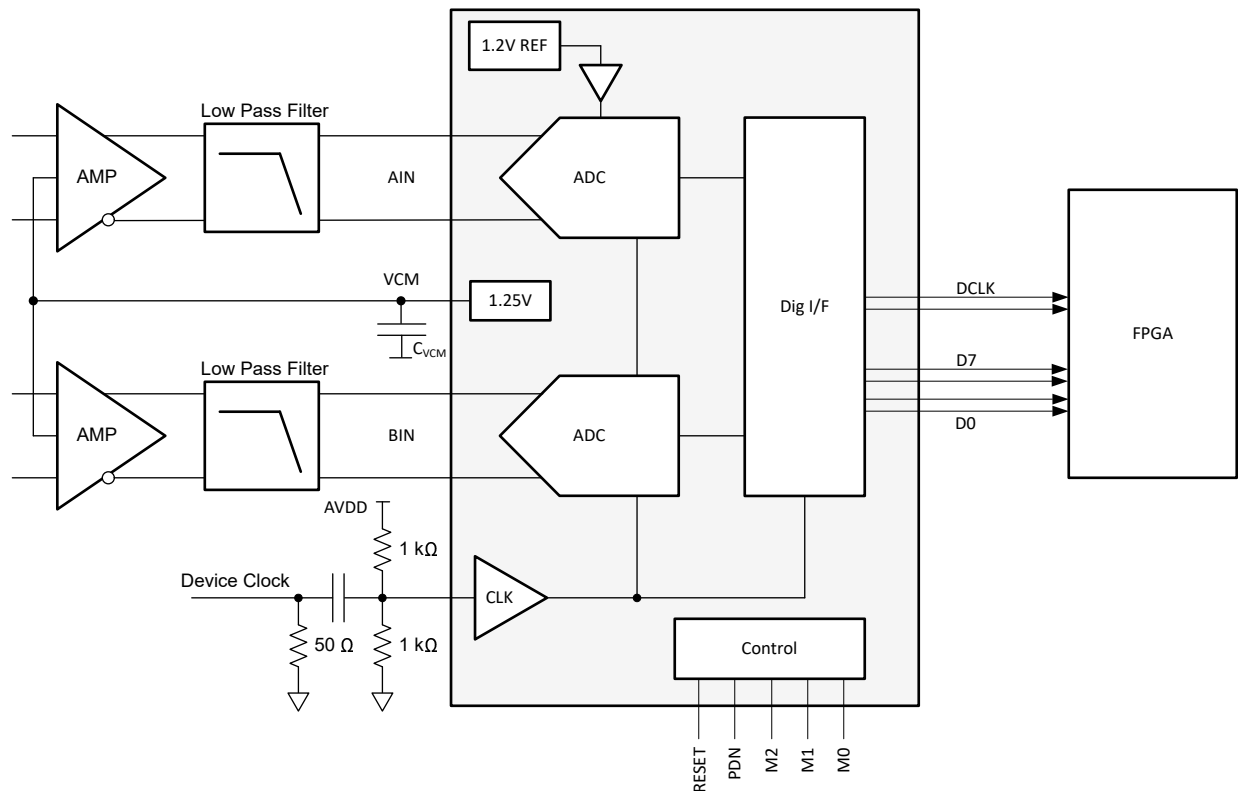 1.2V REF
Low Pass Filter
AMP
AIN
ADC
VCM
1.25V
C_VCM
Dig I/F
DCLK
D7
D0
FPGA
Low Pass Filter
AMP
BIN
ADC
AVDD
1 kΩ
Device Clock
CLK
50 Ω
1 kΩ
Control
RESET
PDN
M2
M1
M0